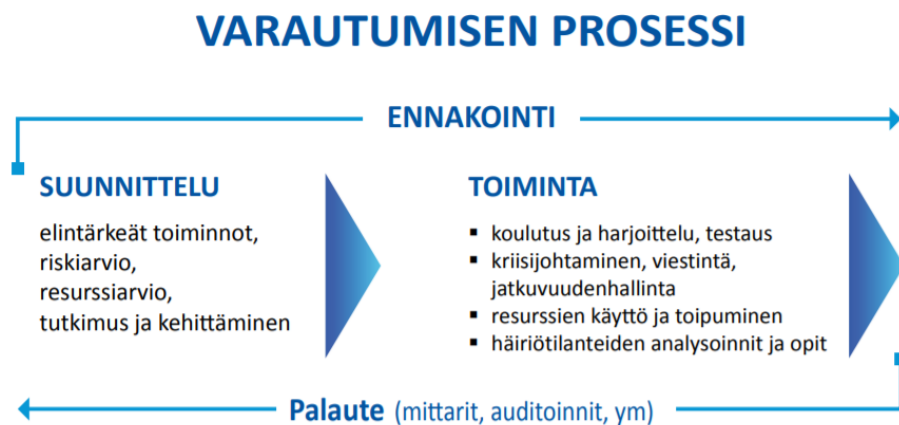 VARAUTUMISEN PROSESSI
ENNAKOINTI
SUUNNITTELU
elintärkeät toiminnot,
riskiarvio,
resurssiarvio,
tutkimus ja kehittäminen
TOIMINTA
▪ koulutus ja harjoittelu, testaus
▪ kriisijohtaminen, viestintä,
jatkuvuudenhallinta
▪ resurssien käyttö ja toipuminen
▪ häiriötilanteiden analysoinnit ja opit
Palaute (mittarit, auditoinnit, ym)